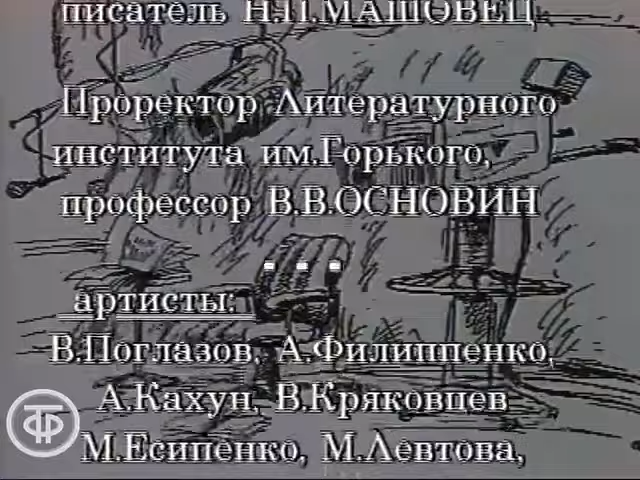 писатель Н.П.МАШОВЕЦ
Проректор Литературного
института им.Горького,
профессор В.В.ОСНОВИН
...
артисты:
В.Поглазов, А.Филиппенко,
А.Кахун, В.Кряковцев
М.Есипенко, М.Левтова,